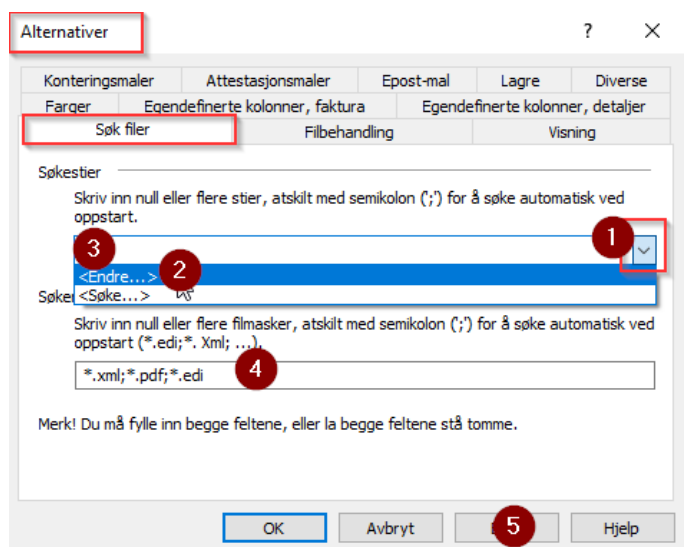 Alternativer ? ×
Konteringsmaler Attestasjonsmaler Epost-mal Lagre Diverse
Farger Egendefinerte kolonner, faktura Egendefinerte kolonner, detaljer
Søk filer Filbehandling Visning
Søkestier
Skriv inn null eller flere stier, atskilt med semikolon (';') for å søke automatisk ved
oppstart.
1
3
<Endre...> 2
<Søke...>
Skriv inn null eller flere filmasker, atskilt med semikolon (';') for å søke automatisk ved
oppstart (*.edi;*. Xml; ...).
*.xml;*.pdf;*.edi 4
Merk! Du må fylle inn begge feltene, eller la begge feltene stå tomme.
OK Avbryt 5 Hjelp